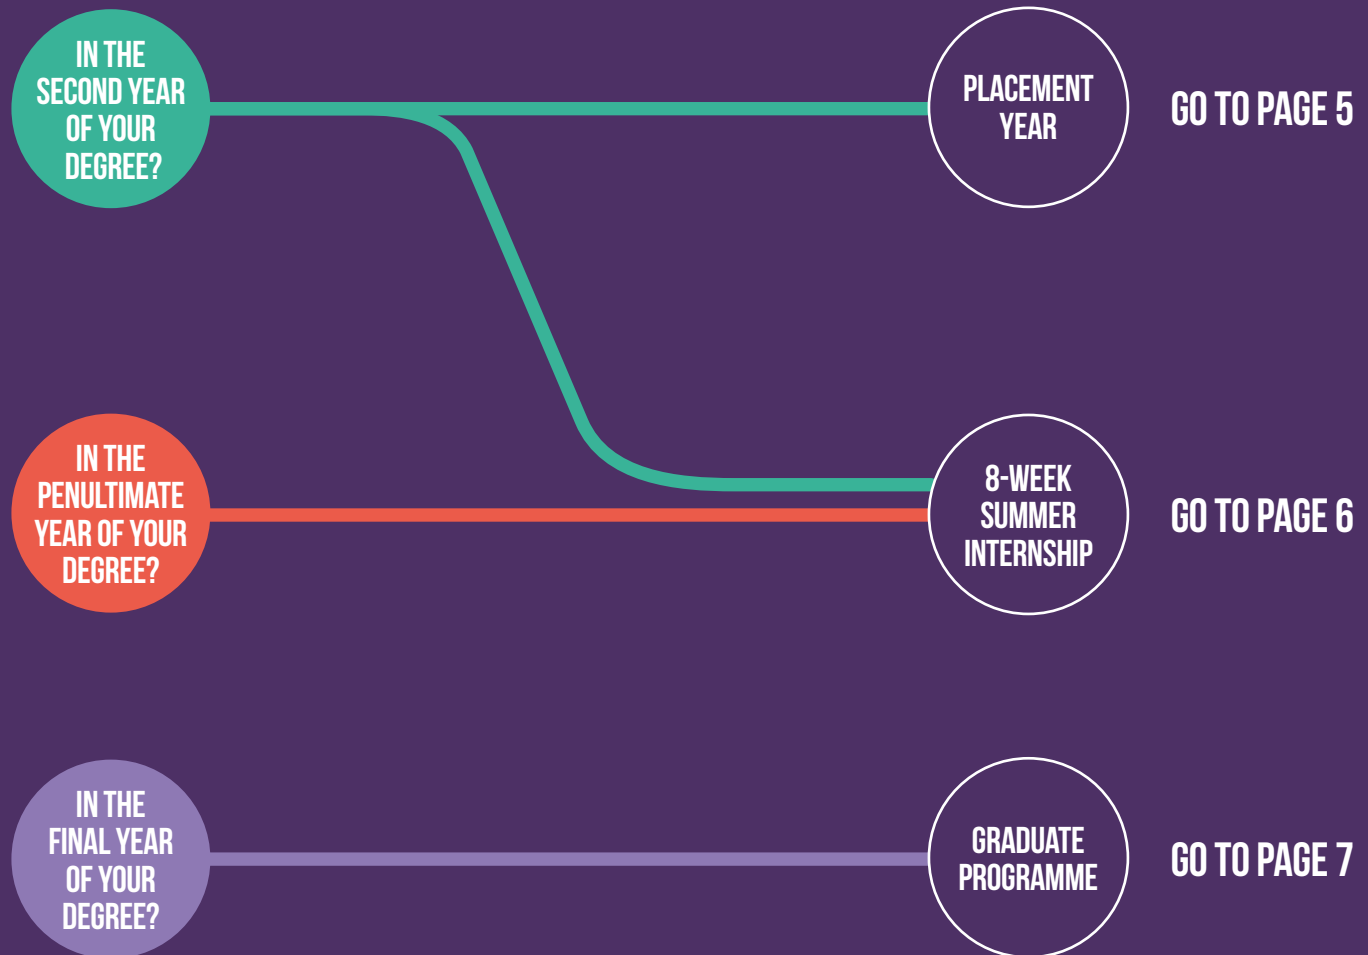 IN THE
SECOND YEAR
OF YOUR
DEGREE?
PLACEMENT
YEAR
GO TO PAGE 5
IN THE
PENULTIMATE
YEAR OF YOUR
DEGREE?
8-WEEK
SUMMER
INTERNSHIP
GO TO PAGE 6
IN THE
FINAL YEAR
OF YOUR
DEGREE?
GRADUATE
PROGRAMME
GO TO PAGE 7